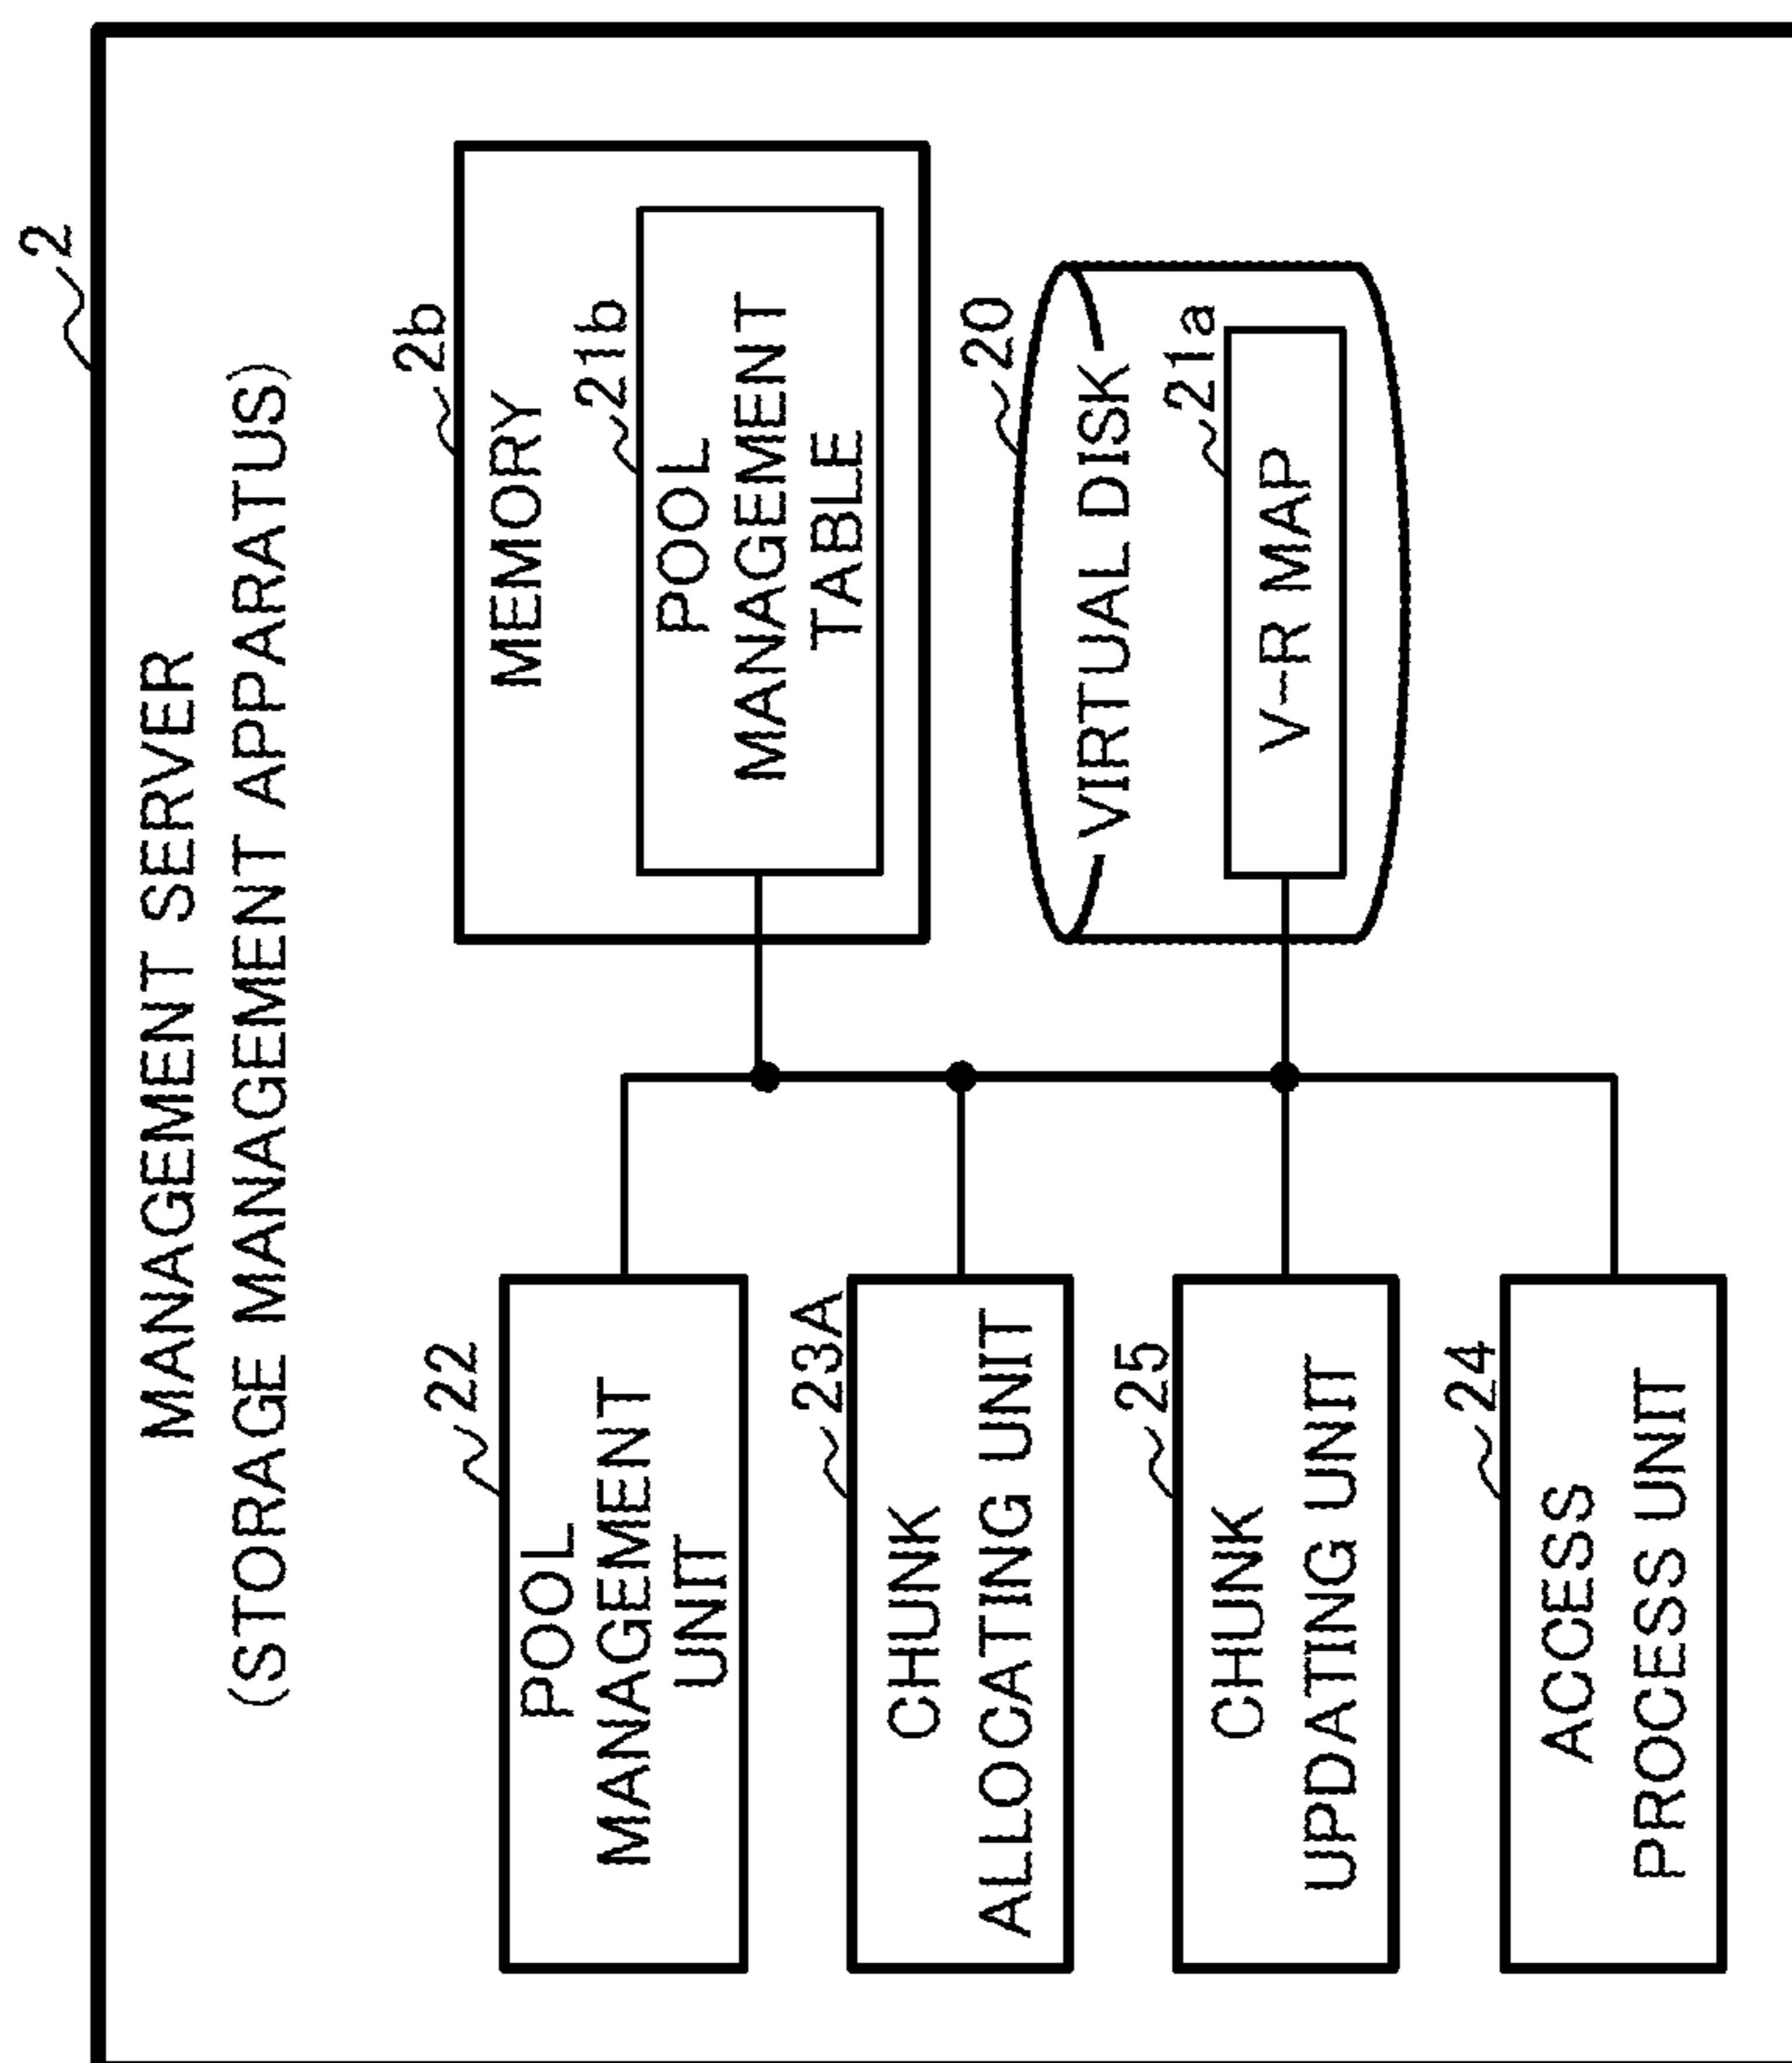 2
MANAGEMENT SERVER
(STORAGE MANAGEMENT APPARATUS)
22
POOL
MANAGEMENT
UNIT
23A
CHUNK
ALLOCATING UNIT
25
CHUNK
UPDATING UNIT
24
ACCESS
PROCESS UNIT
2b
MEMORY
21b
POOL
MANAGEMENT
TABLE
20
VIRTUAL DISK
21a
V-R MAP